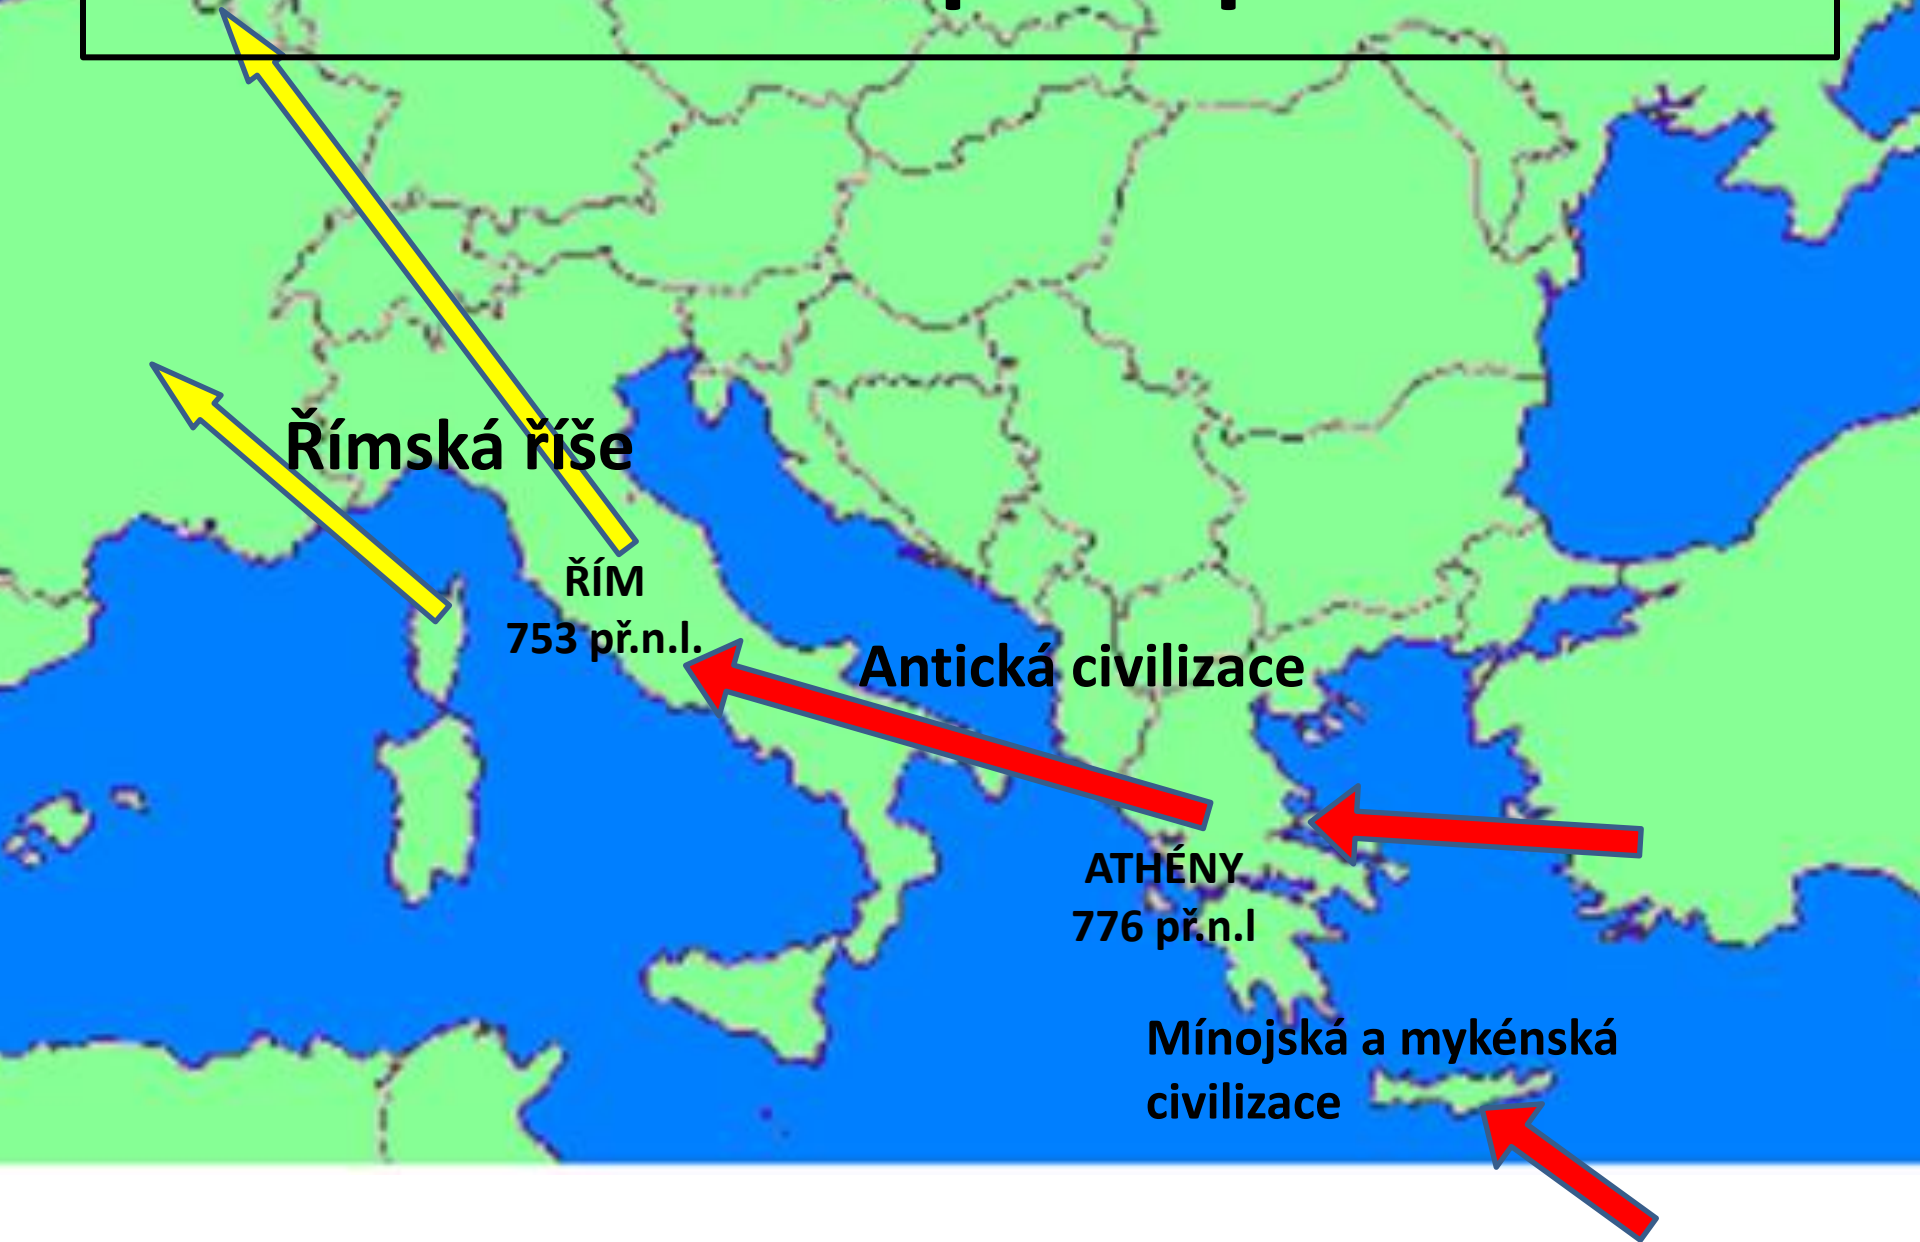 Římská říše
ŘÍM
753 př.n.l.
Antická civilizace
ATHÉNY
776 př.n.l
Mínojská a mykénská
civilizace